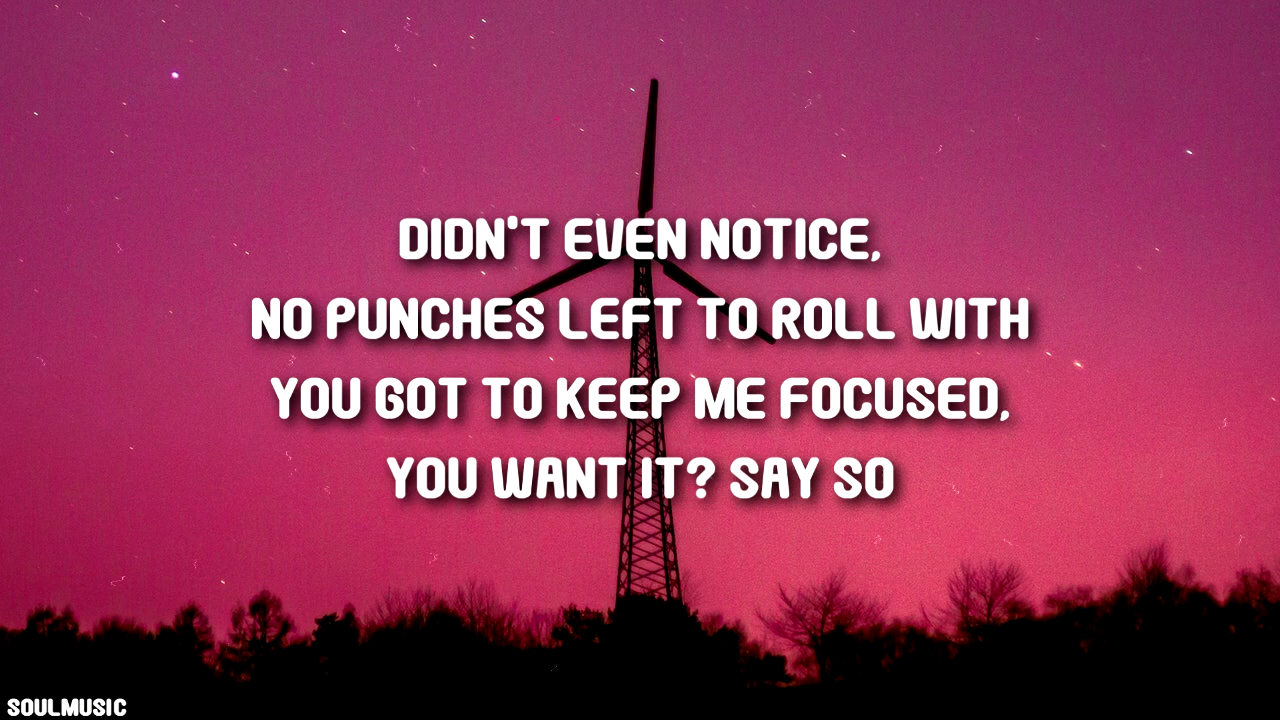 DIDN'T EVEN NOTICE,
NO PUNCHES LEFT TO ROLL WITH
YOU GOT TO KEEP ME FOCUSED,
YOU WANT IT? SAY SO
SOULMUSIC